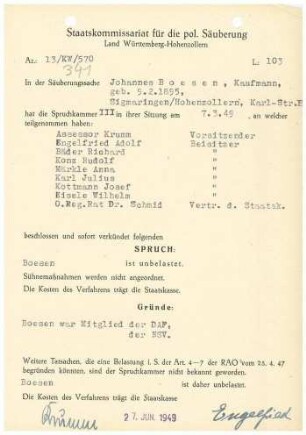 Staatskommissariat für die pol. Säuberung
Land Württemberg-Hohenzollern
Az: 13/KW/570 L: 103
341
In der Säuberungssache Johannes Boesen, Kaufmann,
geb. 9.2.1895,
Sigmaringen/Hohenzollern, Karl-Str.
hat die Spruchkammer III in ihrer Sitzung am 7.3.49, an welcher
teilgenommen haben:
Assessor Krumm Vorsitzender
Engelfried Adolf Beisitzer
Bäder Richard "
Konz Rudolf "
Märkle Anna "
Karl Julius "
Kottmann Josef "
Eisele Wilhelm "
O.Reg.Rat Dr. Schmid Vertr. d. Staatsk.
beschlossen und sofort verkündet folgenden
SPRUCH:
Boesen ist unbelastet.
Sühnemaßnahmen werden nicht angeordnet.
Die Kosten des Verfahrens trägt die Staatskasse.
Gründe:
Boesen war Mitglied der DAF,
der NSV.
Weitere Tatsachen, die eine Belastung i. S. der Art. 4-7 der RAO vom 25.4.47
begründen könnten, sind der Spruchkammer nicht bekannt geworden.
Boesen ist daher unbelastet.
Die Kosten des Verfahrens trägt die Staatskasse.
27. JUNI 1949 Engelfried